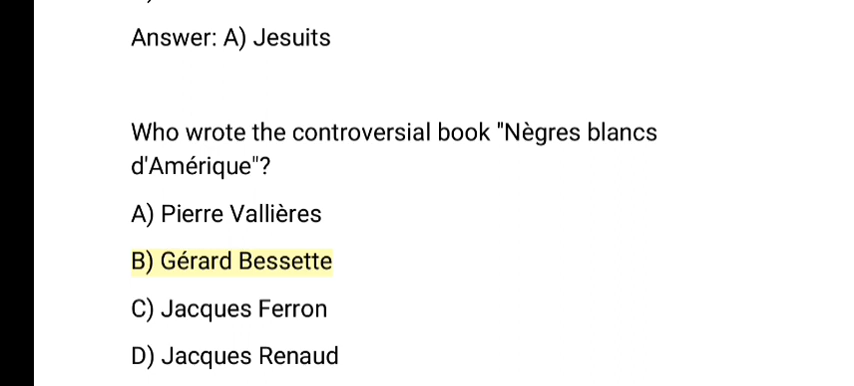 Answer: A) Jesuits
Who wrote the controversial book "Nègres blancs
d'Amérique"?
A) Pierre Vallières
B) Gérard Bessette
C) Jacques Ferron
D) Jacques Renaud